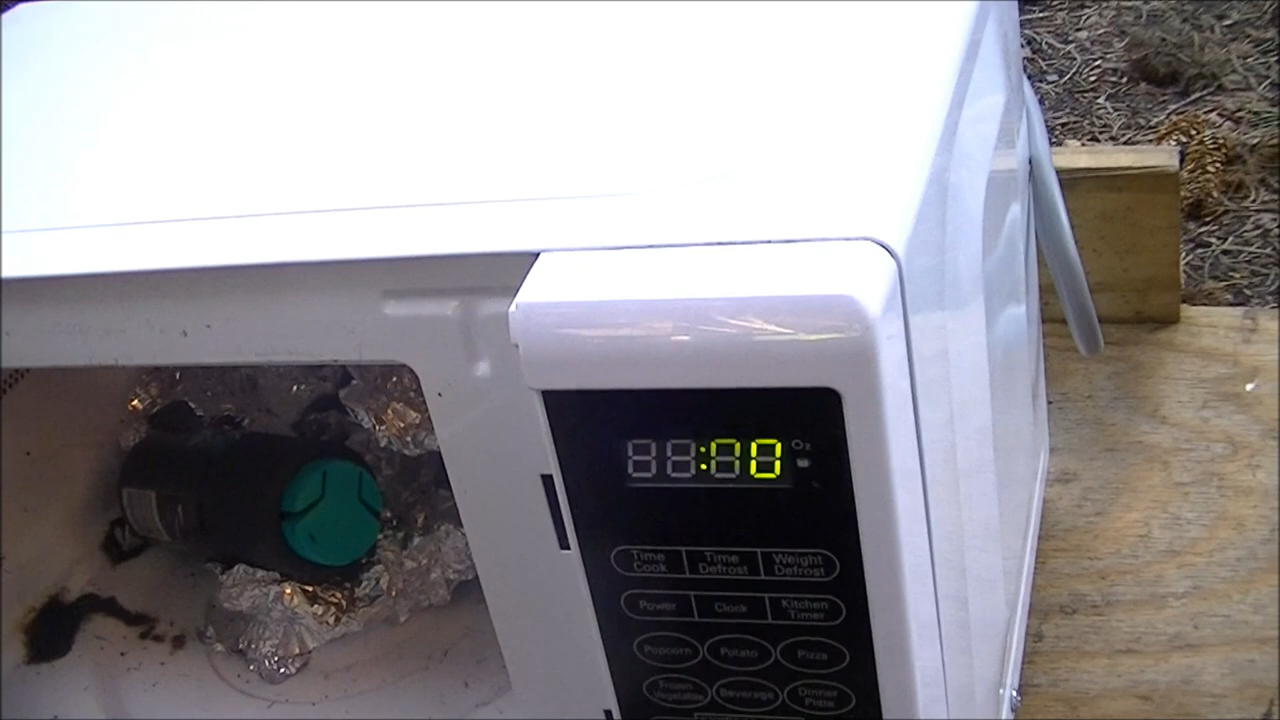 :00
Time Cook Time Defrost Weight Defrost
Power Clock Kitchen Timer
Popcorn Potato Pizza
Frozen Vegetable Beverage Dinner Plate